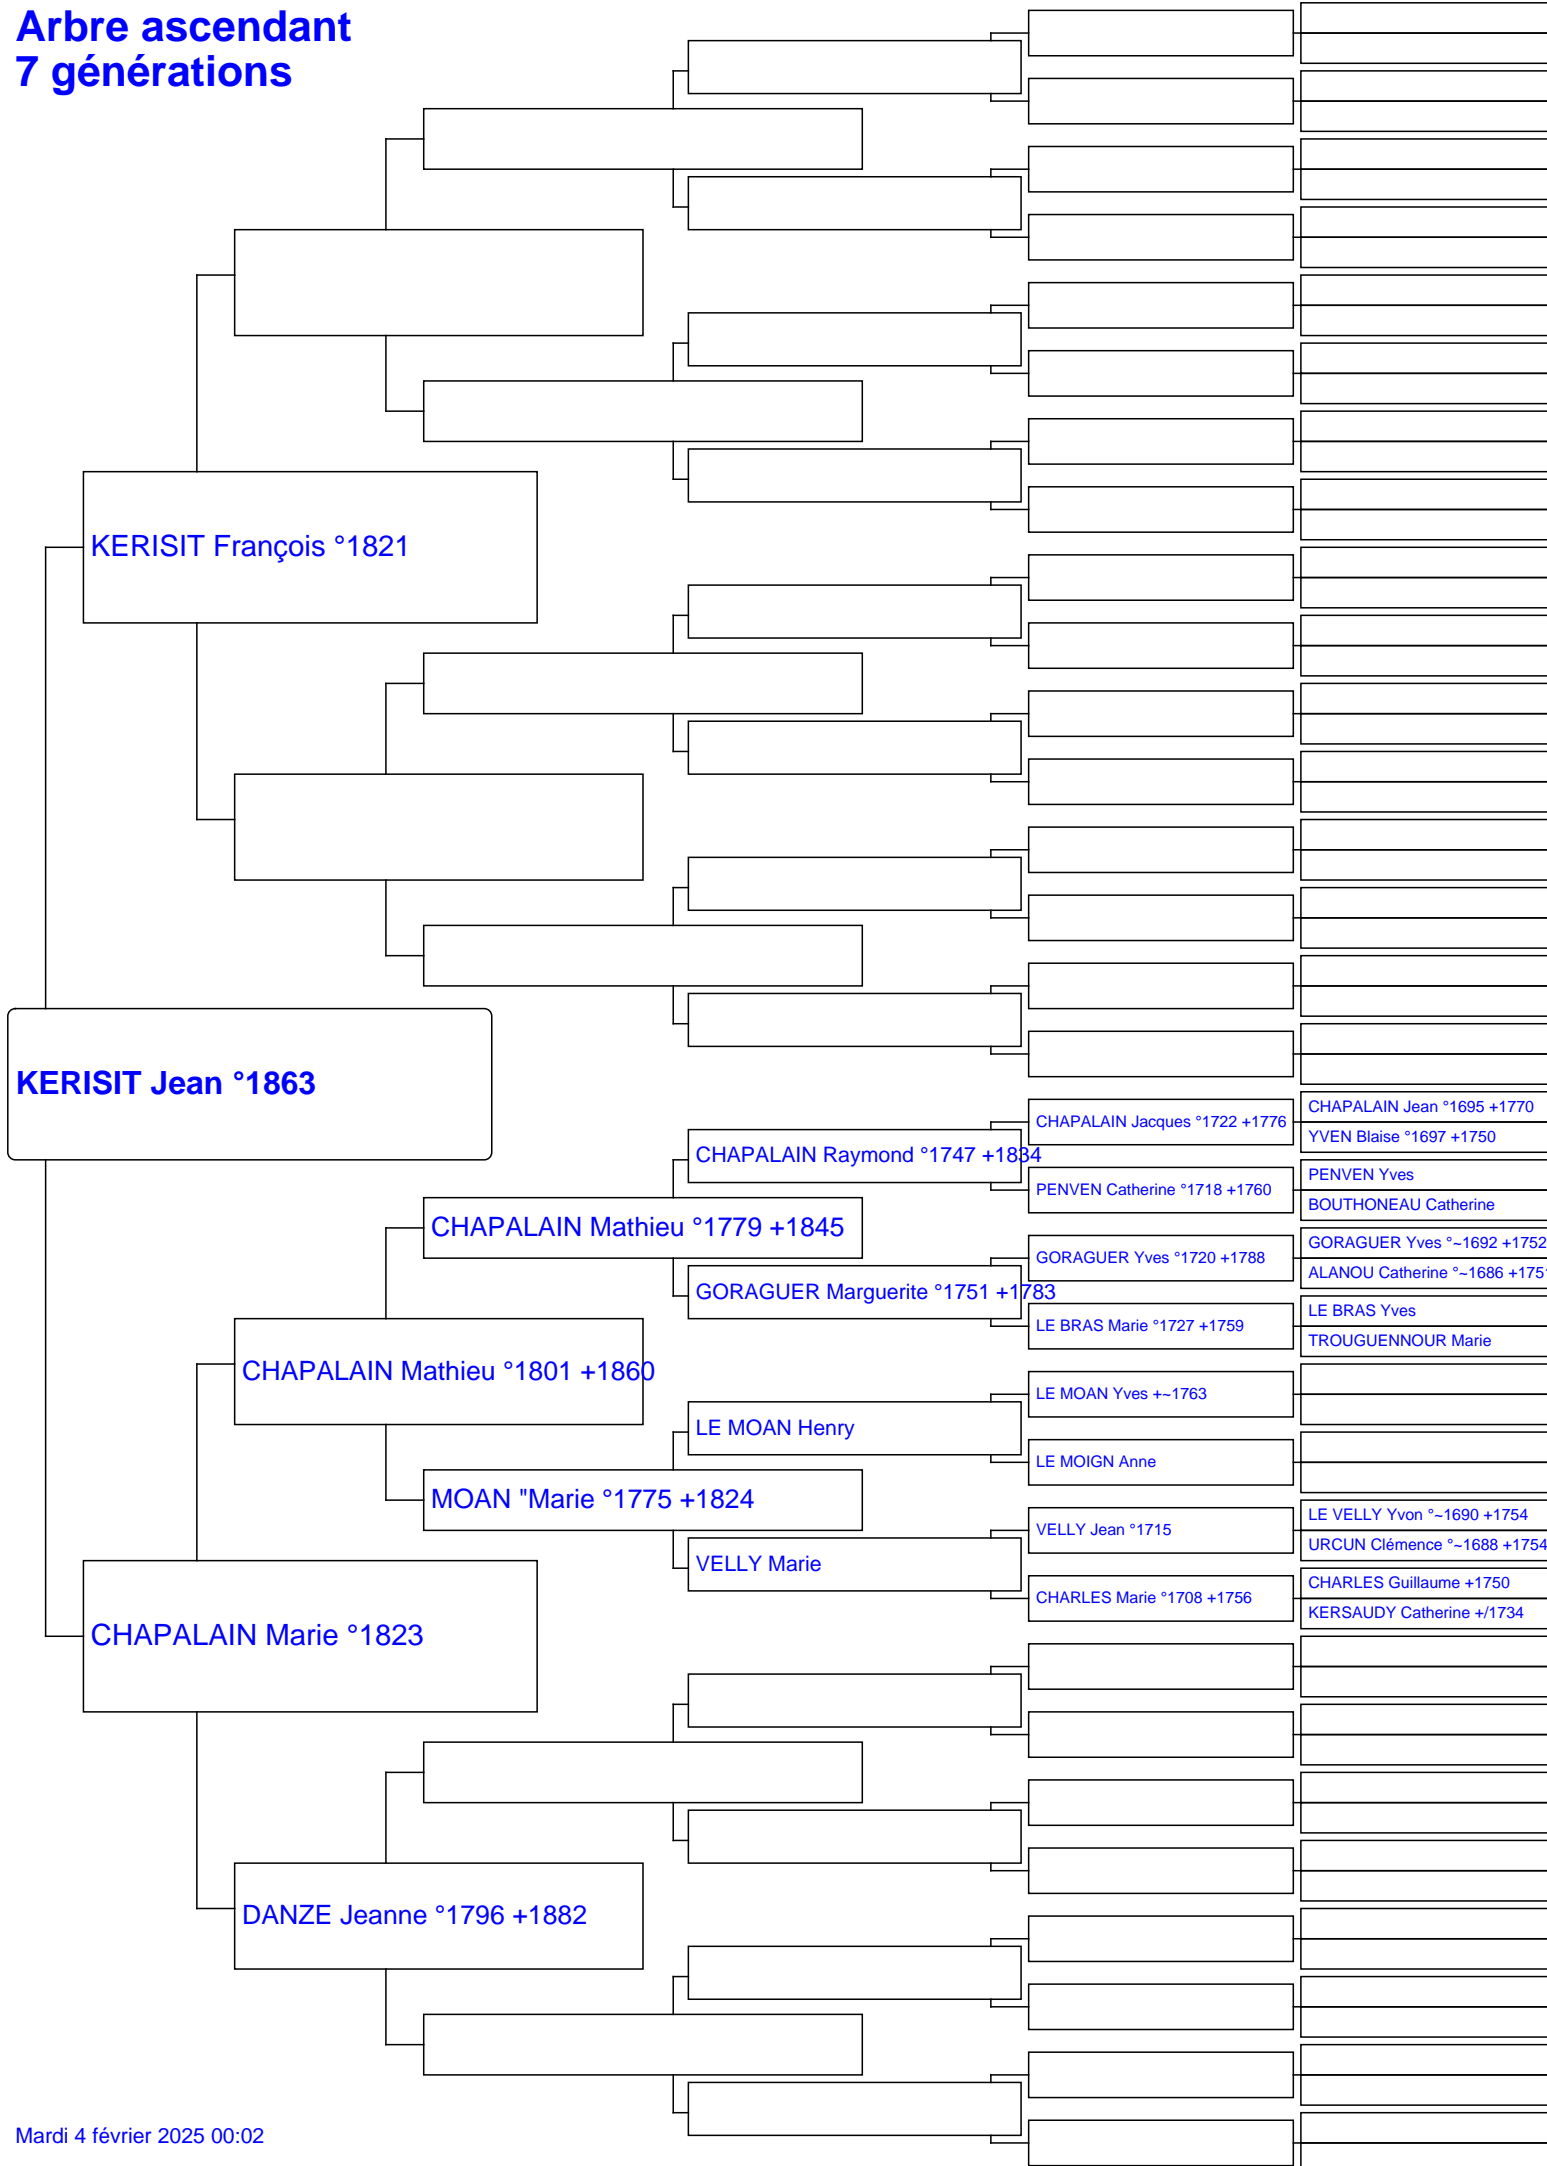 Arbre ascendant
7 générations
KERISIT François °1821
KERISIT Jean °1863
CHAPALAIN Jacques °1722 +1776
CHAPALAIN Jean °1695 +1770
YVEN Blaise °1697 +1750
CHAPALAIN Raymond °1747 +1834
PENVEN Catherine °1718 +1760
PENVEN Yves
BOUTHONEAU Catherine
CHAPALAIN Mathieu °1779 +1845
GORAGUER Yves °1720 +1788
GORAGUER Yves °~1692 +1752
ALANOU Catherine °~1686 +1751
GORAGUER Marguerite °1751 +1783
LE BRAS Marie °1727 +1759
LE BRAS Yves
TROUGUENNOUR Marie
CHAPALAIN Mathieu °1801 +1860
LE MOAN Yves +~1763
LE MOAN Henry
LE MOIGN Anne
MOAN "Marie °1775 +1824
VELLY Jean °1715
LE VELLY Yvon °~1690 +1754
URCUN Clémence °~1688 +1754
VELLY Marie
CHARLES Marie °1708 +1756
CHARLES Guillaume +1750
KERSAUDY Catherine +/1734
CHAPALAIN Marie °1823
DANZE Jeanne °1796 +1882
Mardi 4 février 2025 00:02